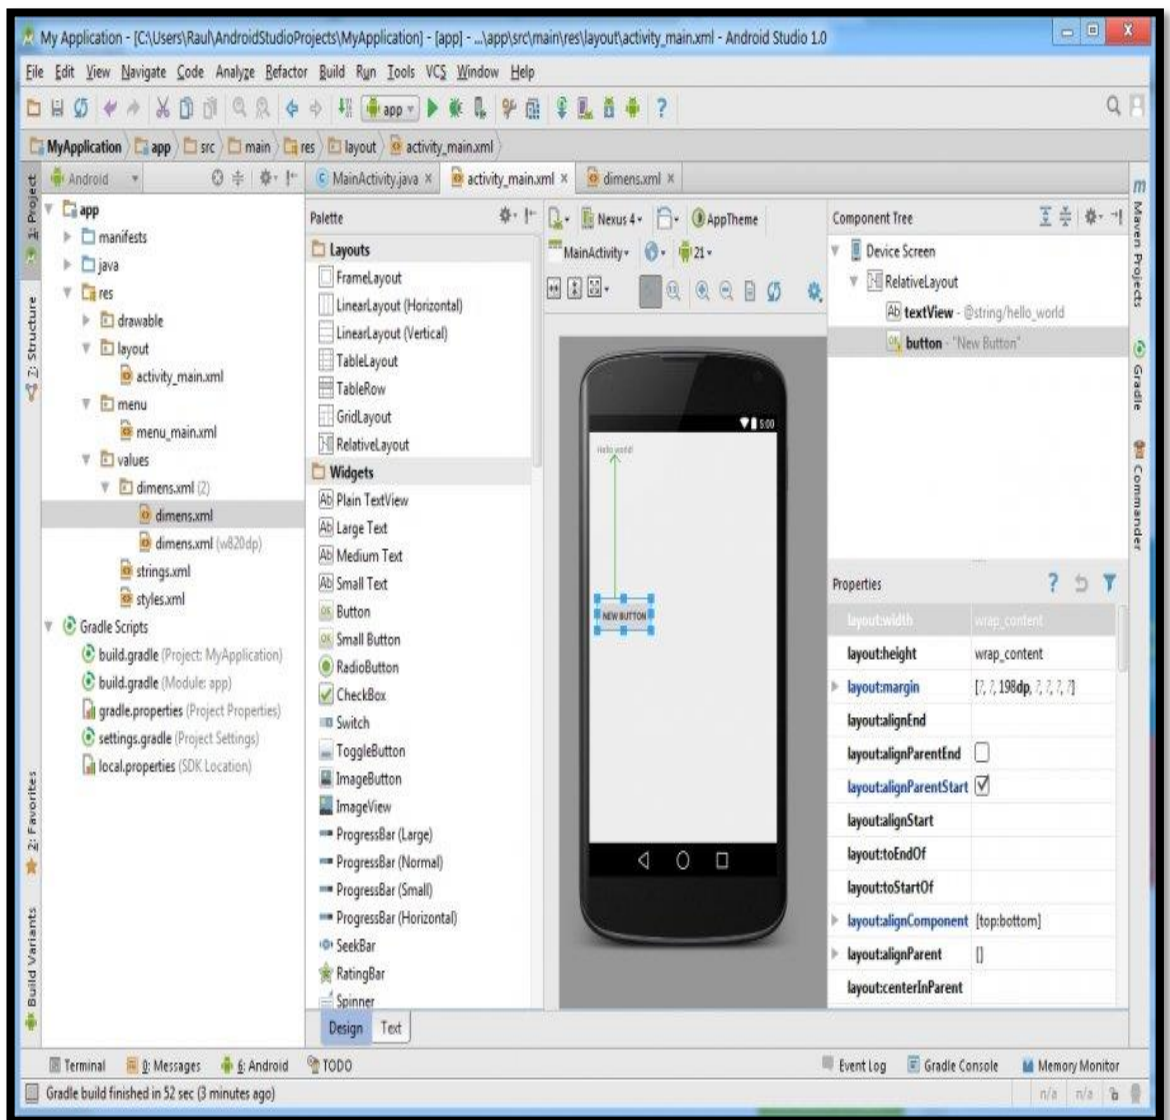 My Application - [C:\Users\Raul\AndroidStudioProjects\MyApplication] - [app] - ...\app\src\main\res\layout\activity_main.xml - Android Studio 1.0
File Edit View Navigate Code Analyze Refactor Build Run Tools VCS Window Help
app
MyApplication app src main res layout activity_main.xml
1: Project
7: Structure
2: Favorites
Build Variants
Android
app
manifests
java
res
drawable
layout
activity_main.xml
menu
menu_main.xml
values
dimens.xml (2)
dimens.xml
dimens.xml (w820dp)
strings.xml
styles.xml
Gradle Scripts
build.gradle (Project: MyApplication)
build.gradle (Module: app)
gradle.properties (Project Properties)
settings.gradle (Project Settings)
local.properties (SDK Location)
MainActivity.java activity_main.xml dimens.xml
Palette
Layouts
FrameLayout
LinearLayout (Horizontal)
LinearLayout (Vertical)
TableLayout
TableRow
GridLayout
RelativeLayout
Widgets
Plain TextView
Large Text
Medium Text
Small Text
Button
Small Button
RadioButton
CheckBox
Switch
ToggleButton
ImageButton
ImageView
ProgressBar (Large)
ProgressBar (Normal)
ProgressBar (Small)
ProgressBar (Horizontal)
SeekBar
RatingBar
Spinner
Design Text
Nexus 4 AppTheme
MainActivity 21
5:00
Hello world!
NEW BUTTON
Component Tree
Device Screen
RelativeLayout
Ab textView - @string/hello_world
OK button - "New Button"
Properties
layout:width wrap_content
layout:height wrap_content
layout:margin [?, ?, 198dp, ?, ?, ?, ?]
layout:alignEnd
layout:alignParentEnd
layout:alignParentStart
layout:alignStart
layout:toEndOf
layout:toStartOf
layout:alignComponent [top:bottom]
layout:alignParent []
layout:centerInParent
m Maven Projects
Gradle
Commander
Terminal 0: Messages 6: Android TODO
Event Log Gradle Console Memory Monitor
Gradle build finished in 52 sec (3 minutes ago)
n/a n/a